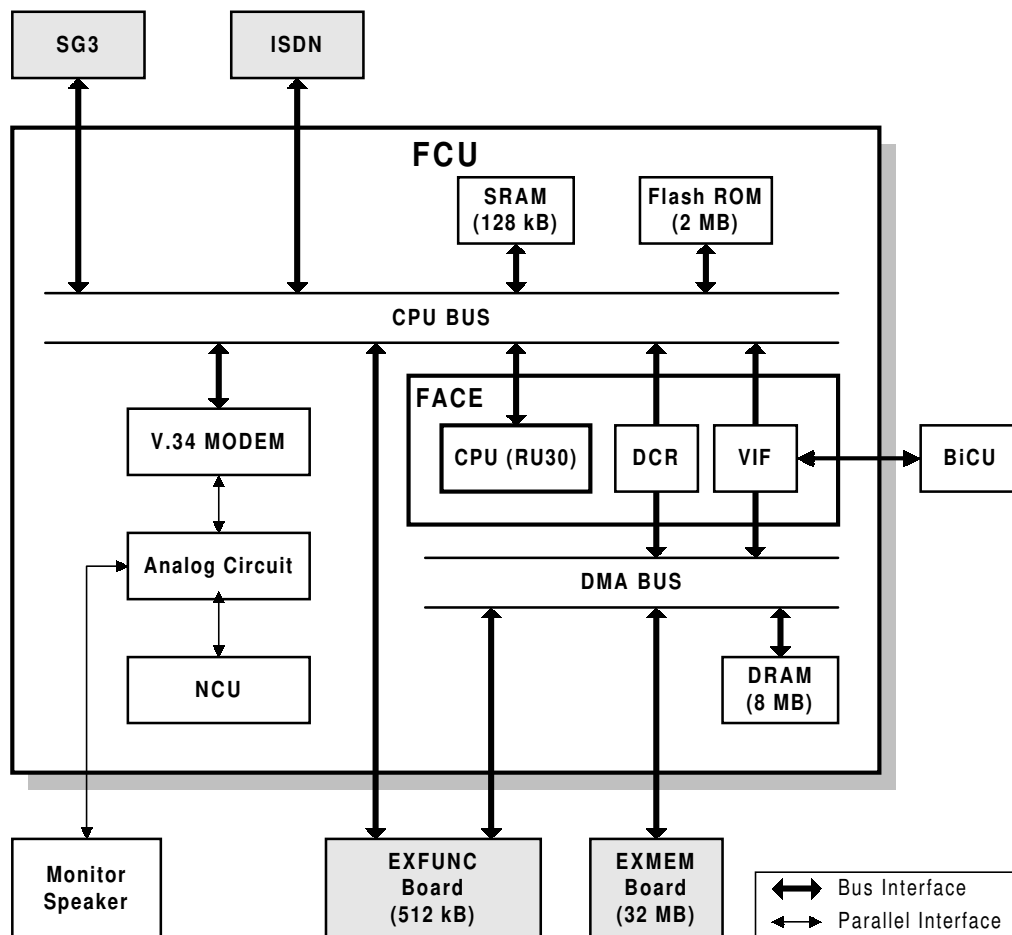 SG3
ISDN
FCU
SRAM
(128 kB)
Flash ROM
(2 MB)
CPU BUS
FACE
V.34 MODEM
CPU (RU30)
DCR
VIF
BiCU
Analog Circuit
DMA BUS
NCU
DRAM
(8 MB)
Monitor
Speaker
EXFUNC
Board
(512 kB)
EXMEM
Board
(32 MB)
Bus Interface
Parallel Interface